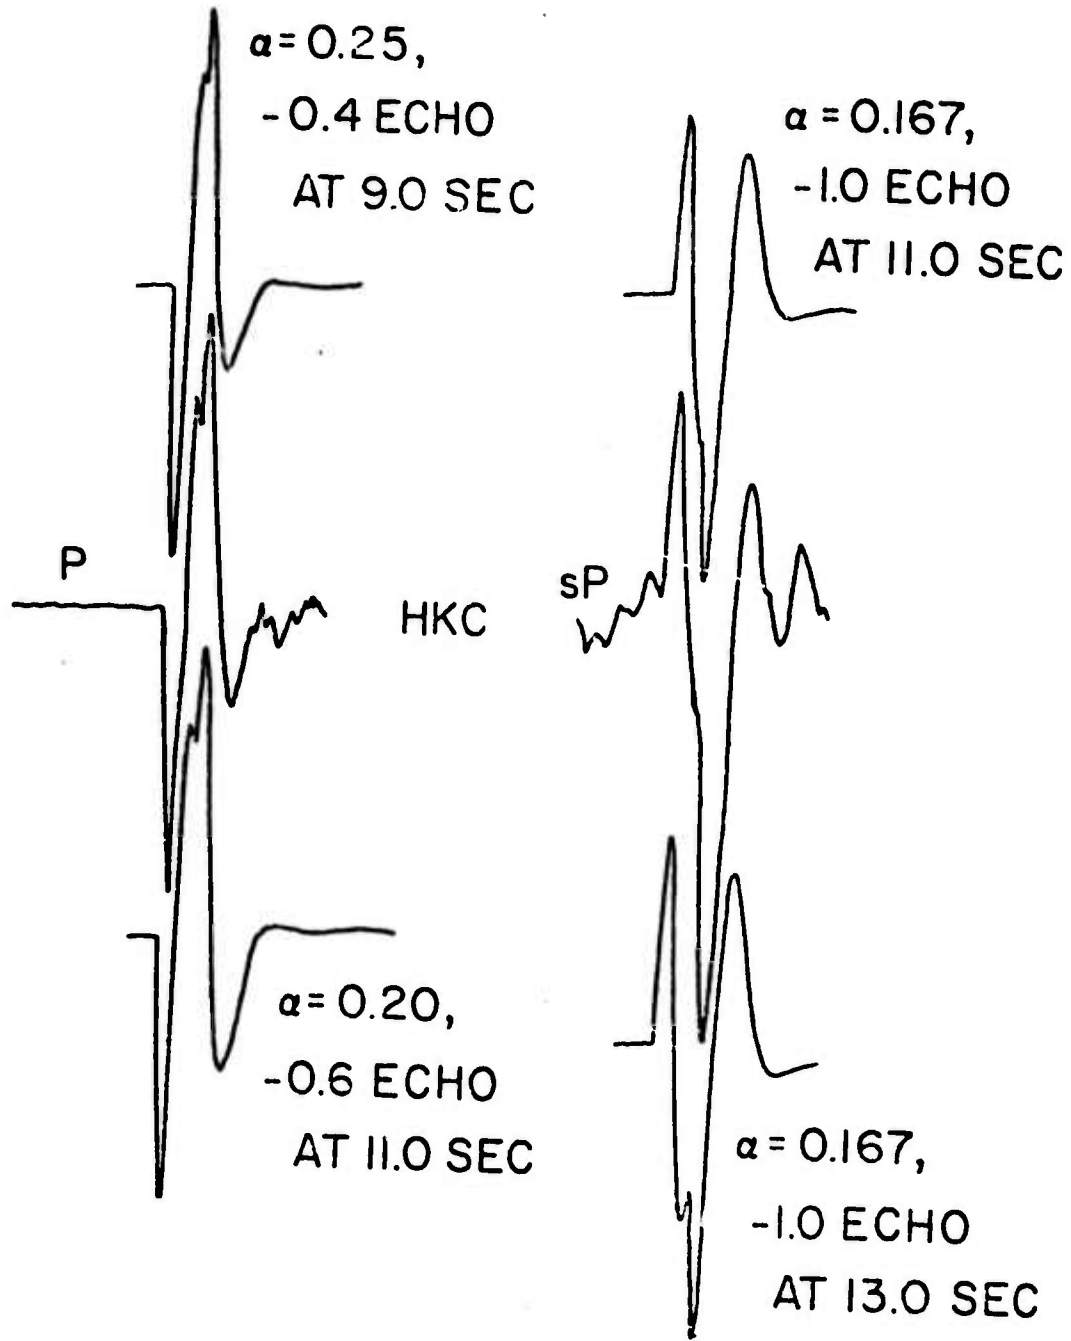 α= 0.25,
-0.4 ECHO
AT 9.0 SEC
α= 0.167,
-1.0 ECHO
AT 11.0 SEC
P
HKC
sP
α= 0.20,
-0.6 ECHO
AT 11.0 SEC
α= 0.167,
-1.0 ECHO
AT 13.0 SEC